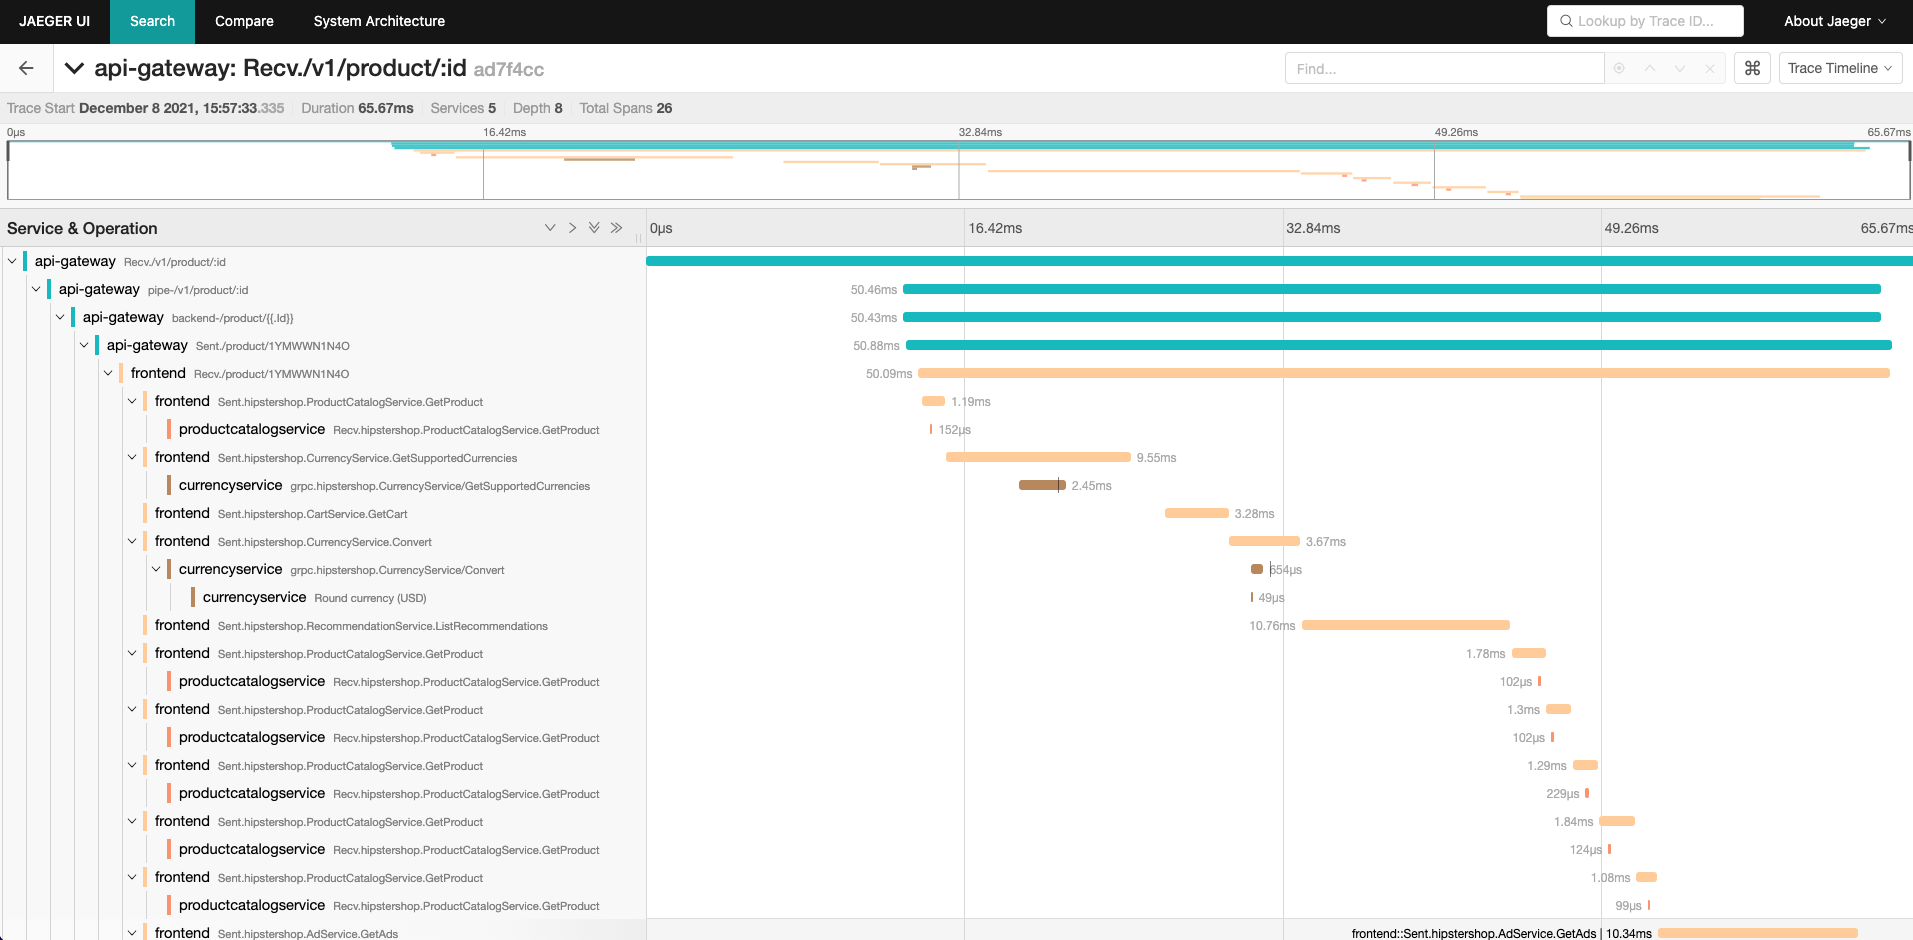 JAEGER UI Search Compare System Architecture Lookup by Trace ID... About Jaeger
api-gateway: Recv./v1/product/:id ad7f4cc Find... Trace Timeline
Trace Start December 8 2021, 15:57:33.335 Duration 65.67ms Services 5 Depth 8 Total Spans 26
0μs 16.42ms 32.84ms 49.26ms 65.67ms
Service & Operation 0μs 16.42ms 32.84ms 49.26ms 65.67ms
api-gateway Recv./v1/product/:id
api-gateway pipe-/v1/product/:id 50.46ms
api-gateway backend-/product/{{.Id}} 50.43ms
api-gateway Sent./product/1YMWWN1N4O 50.88ms
frontend Recv./product/1YMWWN1N4O 50.09ms
frontend Sent.hipstershop.ProductCatalogService.GetProduct 1.19ms
productcatalogservice Recv.hipstershop.ProductCatalogService.GetProduct 152μs
frontend Sent.hipstershop.CurrencyService.GetSupportedCurrencies 9.55ms
currencyservice grpc.hipstershop.CurrencyService/GetSupportedCurrencies 2.45ms
frontend Sent.hipstershop.CartService.GetCart 3.28ms
frontend Sent.hipstershop.CurrencyService.Convert 3.67ms
currencyservice grpc.hipstershop.CurrencyService/Convert 654μs
currencyservice Round currency (USD) 49μs
frontend Sent.hipstershop.RecommendationService.ListRecommendations 10.76ms
frontend Sent.hipstershop.ProductCatalogService.GetProduct 1.78ms
productcatalogservice Recv.hipstershop.ProductCatalogService.GetProduct 102μs
frontend Sent.hipstershop.ProductCatalogService.GetProduct 1.3ms
productcatalogservice Recv.hipstershop.ProductCatalogService.GetProduct 102μs
frontend Sent.hipstershop.ProductCatalogService.GetProduct 1.29ms
productcatalogservice Recv.hipstershop.ProductCatalogService.GetProduct 229μs
frontend Sent.hipstershop.ProductCatalogService.GetProduct 1.84ms
productcatalogservice Recv.hipstershop.ProductCatalogService.GetProduct 124μs
frontend Sent.hipstershop.ProductCatalogService.GetProduct 1.08ms
productcatalogservice Recv.hipstershop.ProductCatalogService.GetProduct 99μs
frontend Sent.hipstershop.AdService.GetAds frontend::Sent.hipstershop.AdService.GetAds | 10.34ms